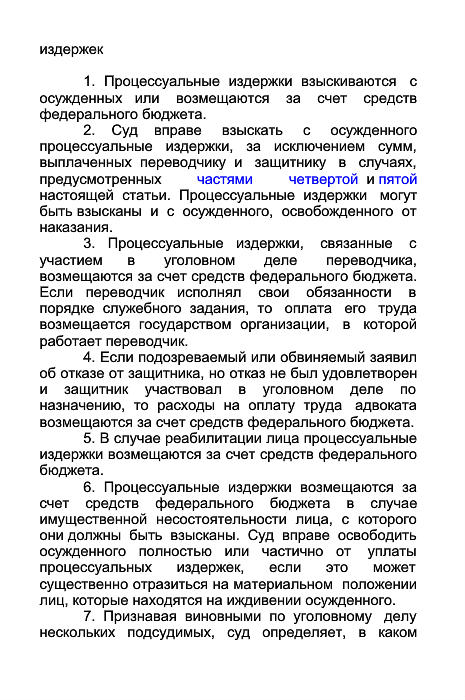 издержек
1. Процессуальные издержки взыскиваются с
осужденных или возмещаются за счет средств
федерального бюджета.
2. Суд вправе взыскать с осужденного
процессуальные издержки, за исключением сумм,
выплаченных переводчику и защитнику в случаях,
предусмотренных частями четвертой и пятой
настоящей статьи. Процессуальные издержки могут
быть взысканы и с осужденного, освобожденного от
наказания.
3. Процессуальные издержки, связанные с
участием в уголовном деле переводчика,
возмещаются за счет средств федерального бюджета.
Если переводчик исполнял свои обязанности в
порядке служебного задания, то оплата его труда
возмещается государством организации, в которой
работает переводчик.
4. Если подозреваемый или обвиняемый заявил
об отказе от защитника, но отказ не был удовлетворен
и защитник участвовал в уголовном деле по
назначению, то расходы на оплату труда адвоката
возмещаются за счет средств федерального бюджета.
5. В случае реабилитации лица процессуальные
издержки возмещаются за счет средств федерального
бюджета.
6. Процессуальные издержки возмещаются за
счет средств федерального бюджета в случае
имущественной несостоятельности лица, с которого
они должны быть взысканы. Суд вправе освободить
осужденного полностью или частично от уплаты
процессуальных издержек, если это может
существенно отразиться на материальном положении
лиц, которые находятся на иждивении осужденного.
7. Признавая виновными по уголовному делу
нескольких подсудимых, суд определяет, в каком